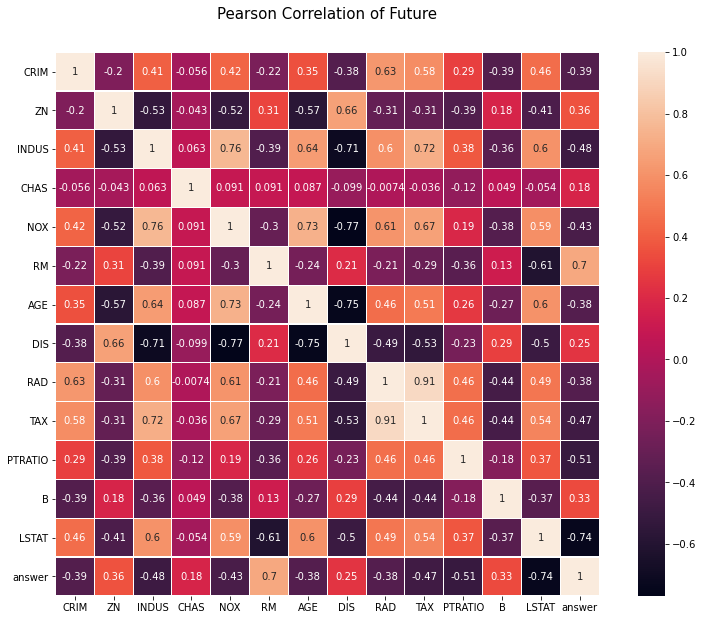 Pearson Correlation of Future
CRIM 1 -0.2 0.41 -0.056 0.42 -0.22 0.35 -0.38 0.63 0.58 0.29 -0.39 0.46 -0.39
ZN -0.2 1 -0.53 -0.043 -0.52 0.31 -0.57 0.66 -0.31 -0.31 -0.39 0.18 -0.41 0.36
INDUS 0.41 -0.53 1 0.063 0.76 -0.39 0.64 -0.71 0.6 0.72 0.38 -0.36 0.6 -0.48
CHAS -0.056 -0.043 0.063 1 0.091 0.091 0.087 -0.099 -0.0074 -0.036 -0.12 0.049 -0.054 0.18
NOX 0.42 -0.52 0.76 0.091 1 -0.3 0.73 -0.77 0.61 0.67 0.19 -0.38 0.59 -0.43
RM -0.22 0.31 -0.39 0.091 -0.3 1 -0.24 0.21 -0.21 -0.29 -0.36 0.13 -0.61 0.7
AGE 0.35 -0.57 0.64 0.087 0.73 -0.24 1 -0.75 0.46 0.51 0.26 -0.27 0.6 -0.38
DIS -0.38 0.66 -0.71 -0.099 -0.77 0.21 -0.75 1 -0.49 -0.53 -0.23 0.29 -0.5 0.25
RAD 0.63 -0.31 0.6 -0.0074 0.61 -0.21 0.46 -0.49 1 0.91 0.46 -0.44 0.49 -0.38
TAX 0.58 -0.31 0.72 -0.036 0.67 -0.29 0.51 -0.53 0.91 1 0.46 -0.44 0.54 -0.47
PTRATIO 0.29 -0.39 0.38 -0.12 0.19 -0.36 0.26 -0.23 0.46 0.46 1 -0.18 0.37 -0.51
B -0.39 0.18 -0.36 0.049 -0.38 0.13 -0.27 0.29 -0.44 -0.44 -0.18 1 -0.37 0.33
LSTAT 0.46 -0.41 0.6 -0.054 0.59 -0.61 0.6 -0.5 0.49 0.54 0.37 -0.37 1 -0.74
answer -0.39 0.36 -0.48 0.18 -0.43 0.7 -0.38 0.25 -0.38 -0.47 -0.51 0.33 -0.74 1
CRIM ZN INDUS CHAS NOX RM AGE DIS RAD TAX PTRATIO B LSTAT answer
1.0
0.8
0.6
0.4
0.2
0.0
−0.2
−0.4
−0.6